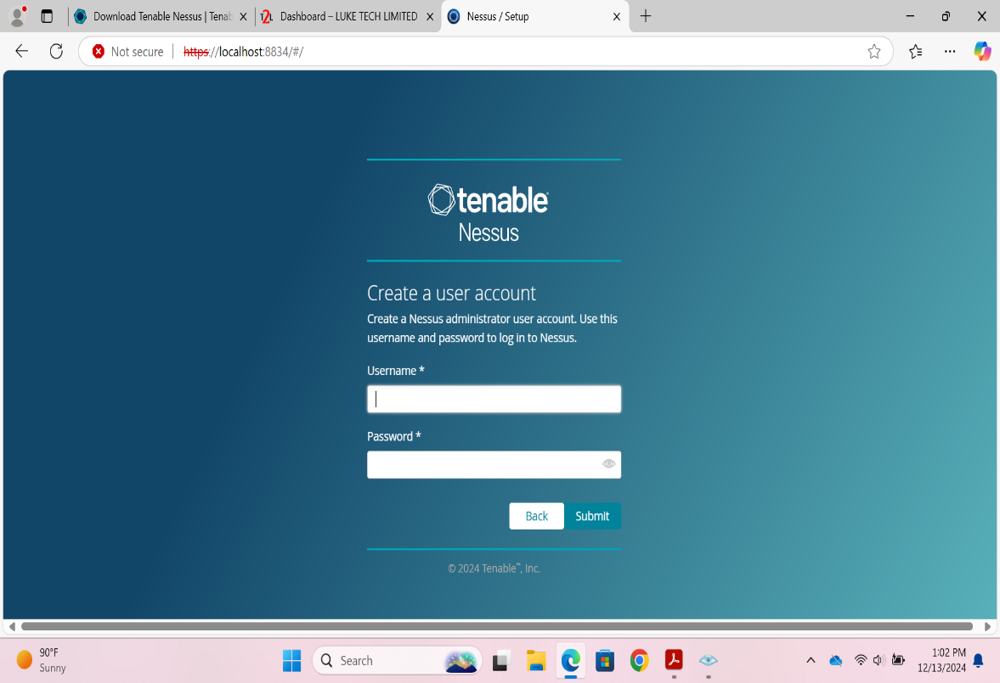 Download Tenable Nessus | Tenab
Dashboard – LUKE TECH LIMITED
Nessus / Setup
Not secure
https://localhost:8834/#/
tenable
Nessus
Create a user account
Create a Nessus administrator user account. Use this
username and password to log in to Nessus.
Username *
Password *
Back
Submit
© 2024 Tenable™, Inc.
90°F
Sunny
Search
1:02 PM
12/13/2024